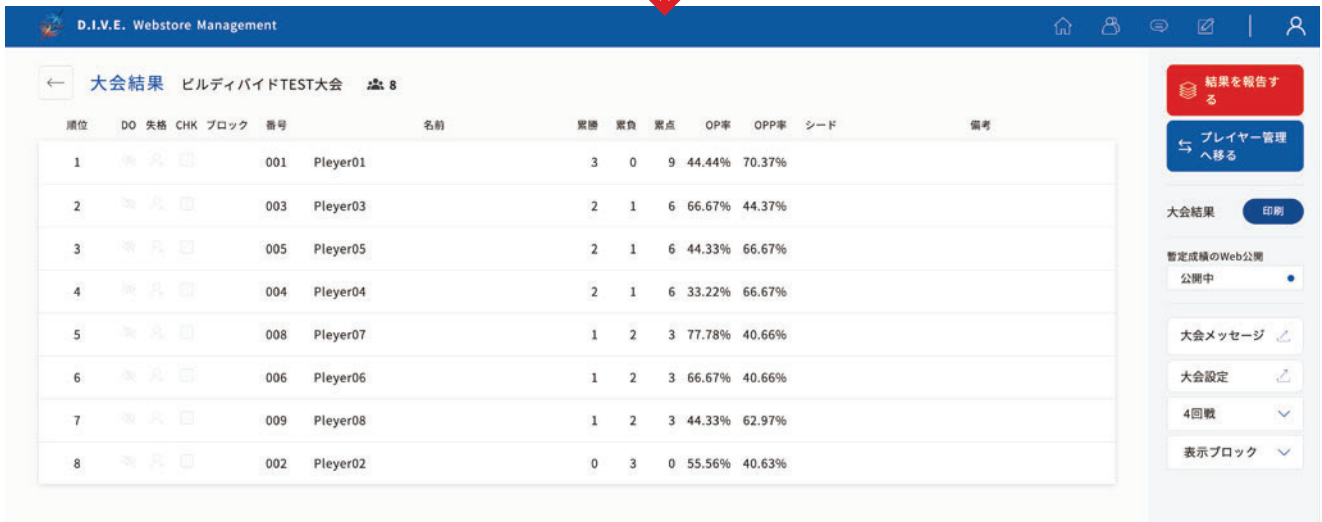 D.I.V.E. Webstore Management
大会結果 ビルディバイドTEST大会 8
順位 DO 失格 CHK ブロック 番号 名前 累勝 累負 累点 OP率 OPP率 シード 備考
1 001 Pleyer01 3 0 9 44.44% 70.37%
2 003 Pleyer03 2 1 6 66.67% 44.37%
3 005 Pleyer05 2 1 6 44.33% 66.67%
4 004 Pleyer04 2 1 6 33.22% 66.67%
5 008 Pleyer07 1 2 3 77.78% 40.66%
6 006 Pleyer06 1 2 3 66.67% 40.66%
7 009 Pleyer08 1 2 3 44.33% 62.97%
8 002 Pleyer02 0 3 0 55.56% 40.63%
結果を報告す
る
プレイヤー管理
へ移る
大会結果 印刷
暫定成績のWeb公開
公開中
大会メッセージ
大会設定
4回戦
表示ブロック